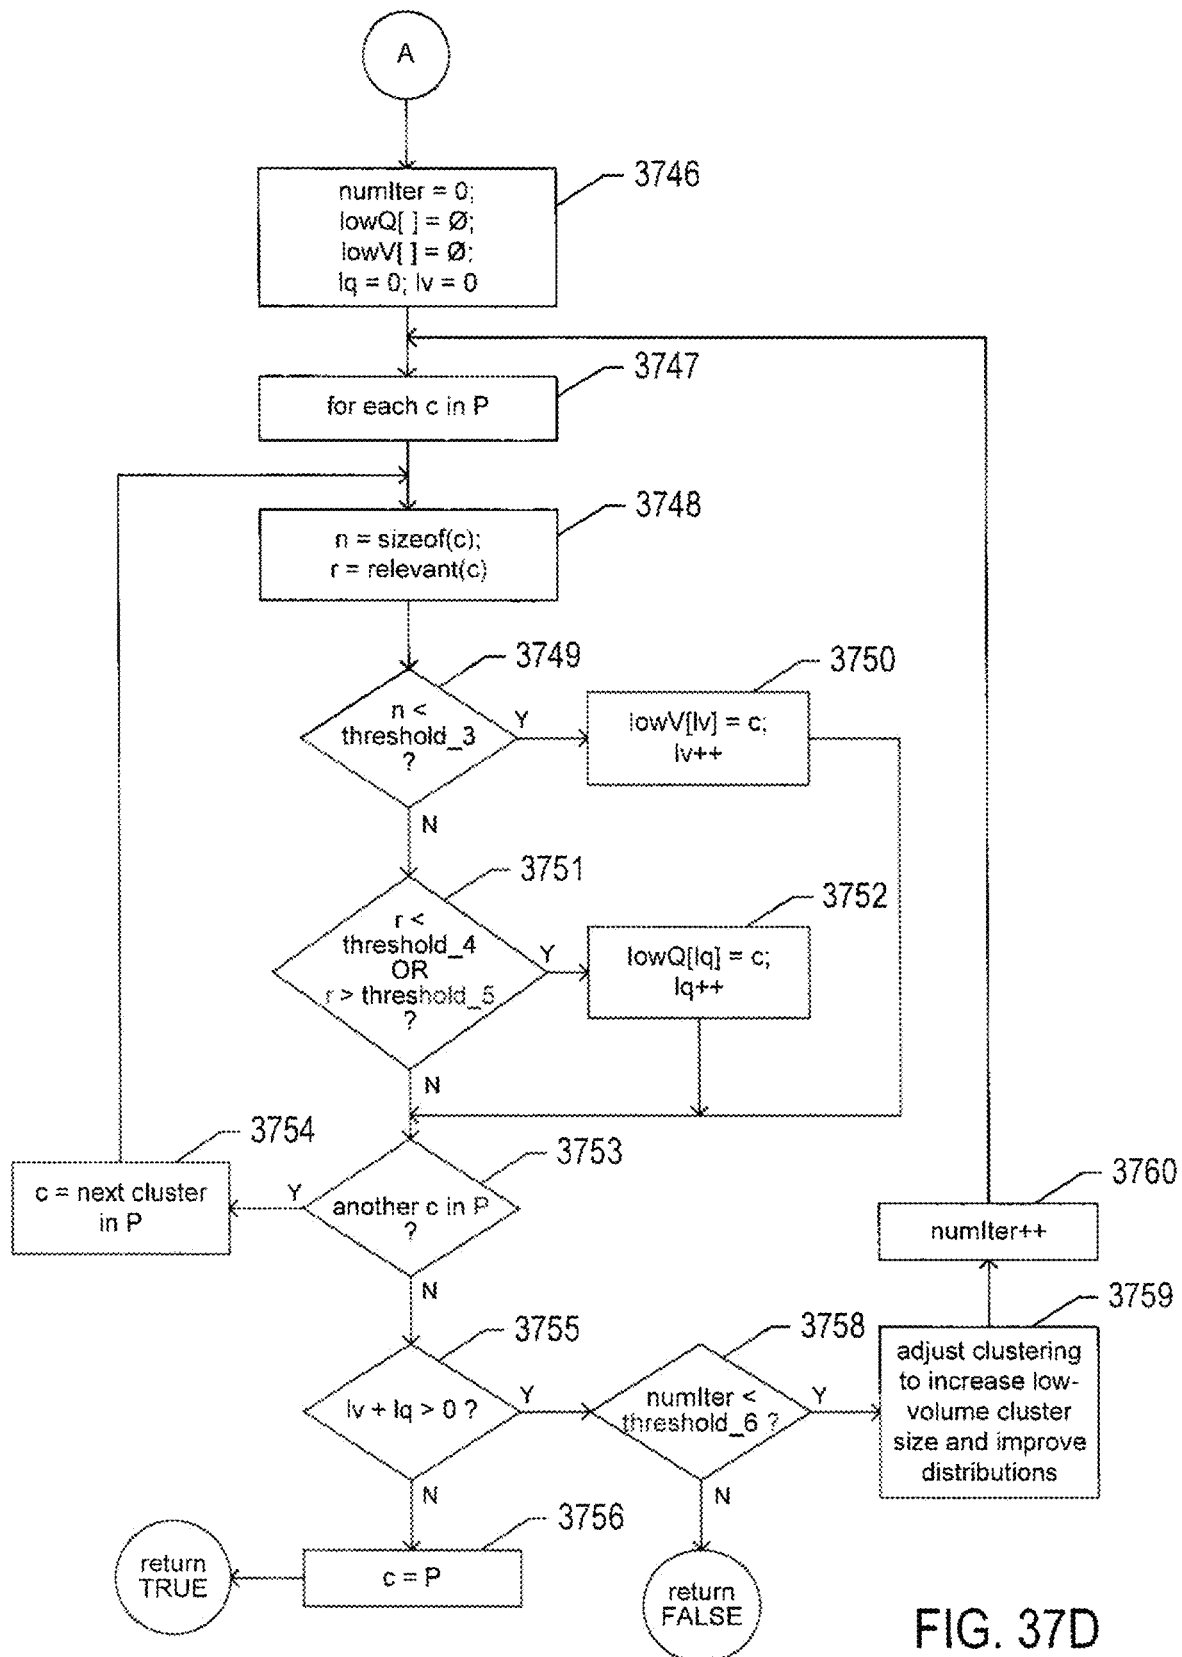 A
3746
numIter = 0;
lowQ[ ] = Ø;
lowV[ ] = Ø;
lq = 0; lv = 0
3747
for each c in P
3748
n = sizeof(c);
r = relevant(c)
3749
n <
threshold_3
?
Y
N
3750
lowV[lv] = c;
lv++
3751
r <
threshold_4
OR
r > threshold_5
?
Y
N
3752
lowQ[lq] = c;
lq++
3754
c = next cluster
in P
3753
another c in P
?
Y
N
3760
numIter++
3755
lv + lq > 0 ?
Y
N
3758
numIter <
threshold_6 ?
Y
N
3759
adjust clustering
to increase low-
volume cluster
size and improve
distributions
3756
c = P
return
TRUE
return
FALSE
FIG. 37D